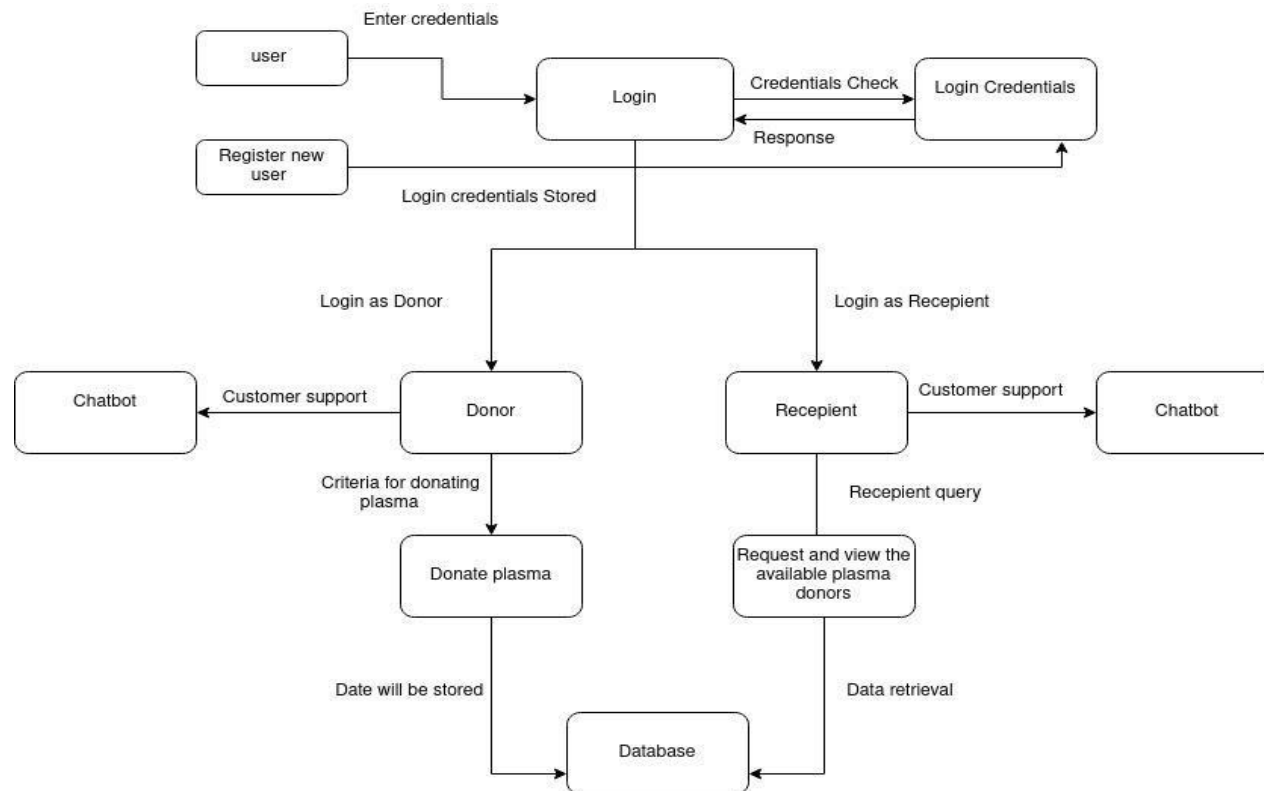 Enter credentials
user
Login
Credentials Check
Login Credentials
Response
Register new
user
Login credentials Stored
Login as Donor
Login as Recepient
Chatbot
Customer support
Donor
Recepient
Customer support
Chatbot
Criteria for donating
plasma
Recepient query
Donate plasma
Request and view the
available plasma
donors
Date will be stored
Data retrieval
Database